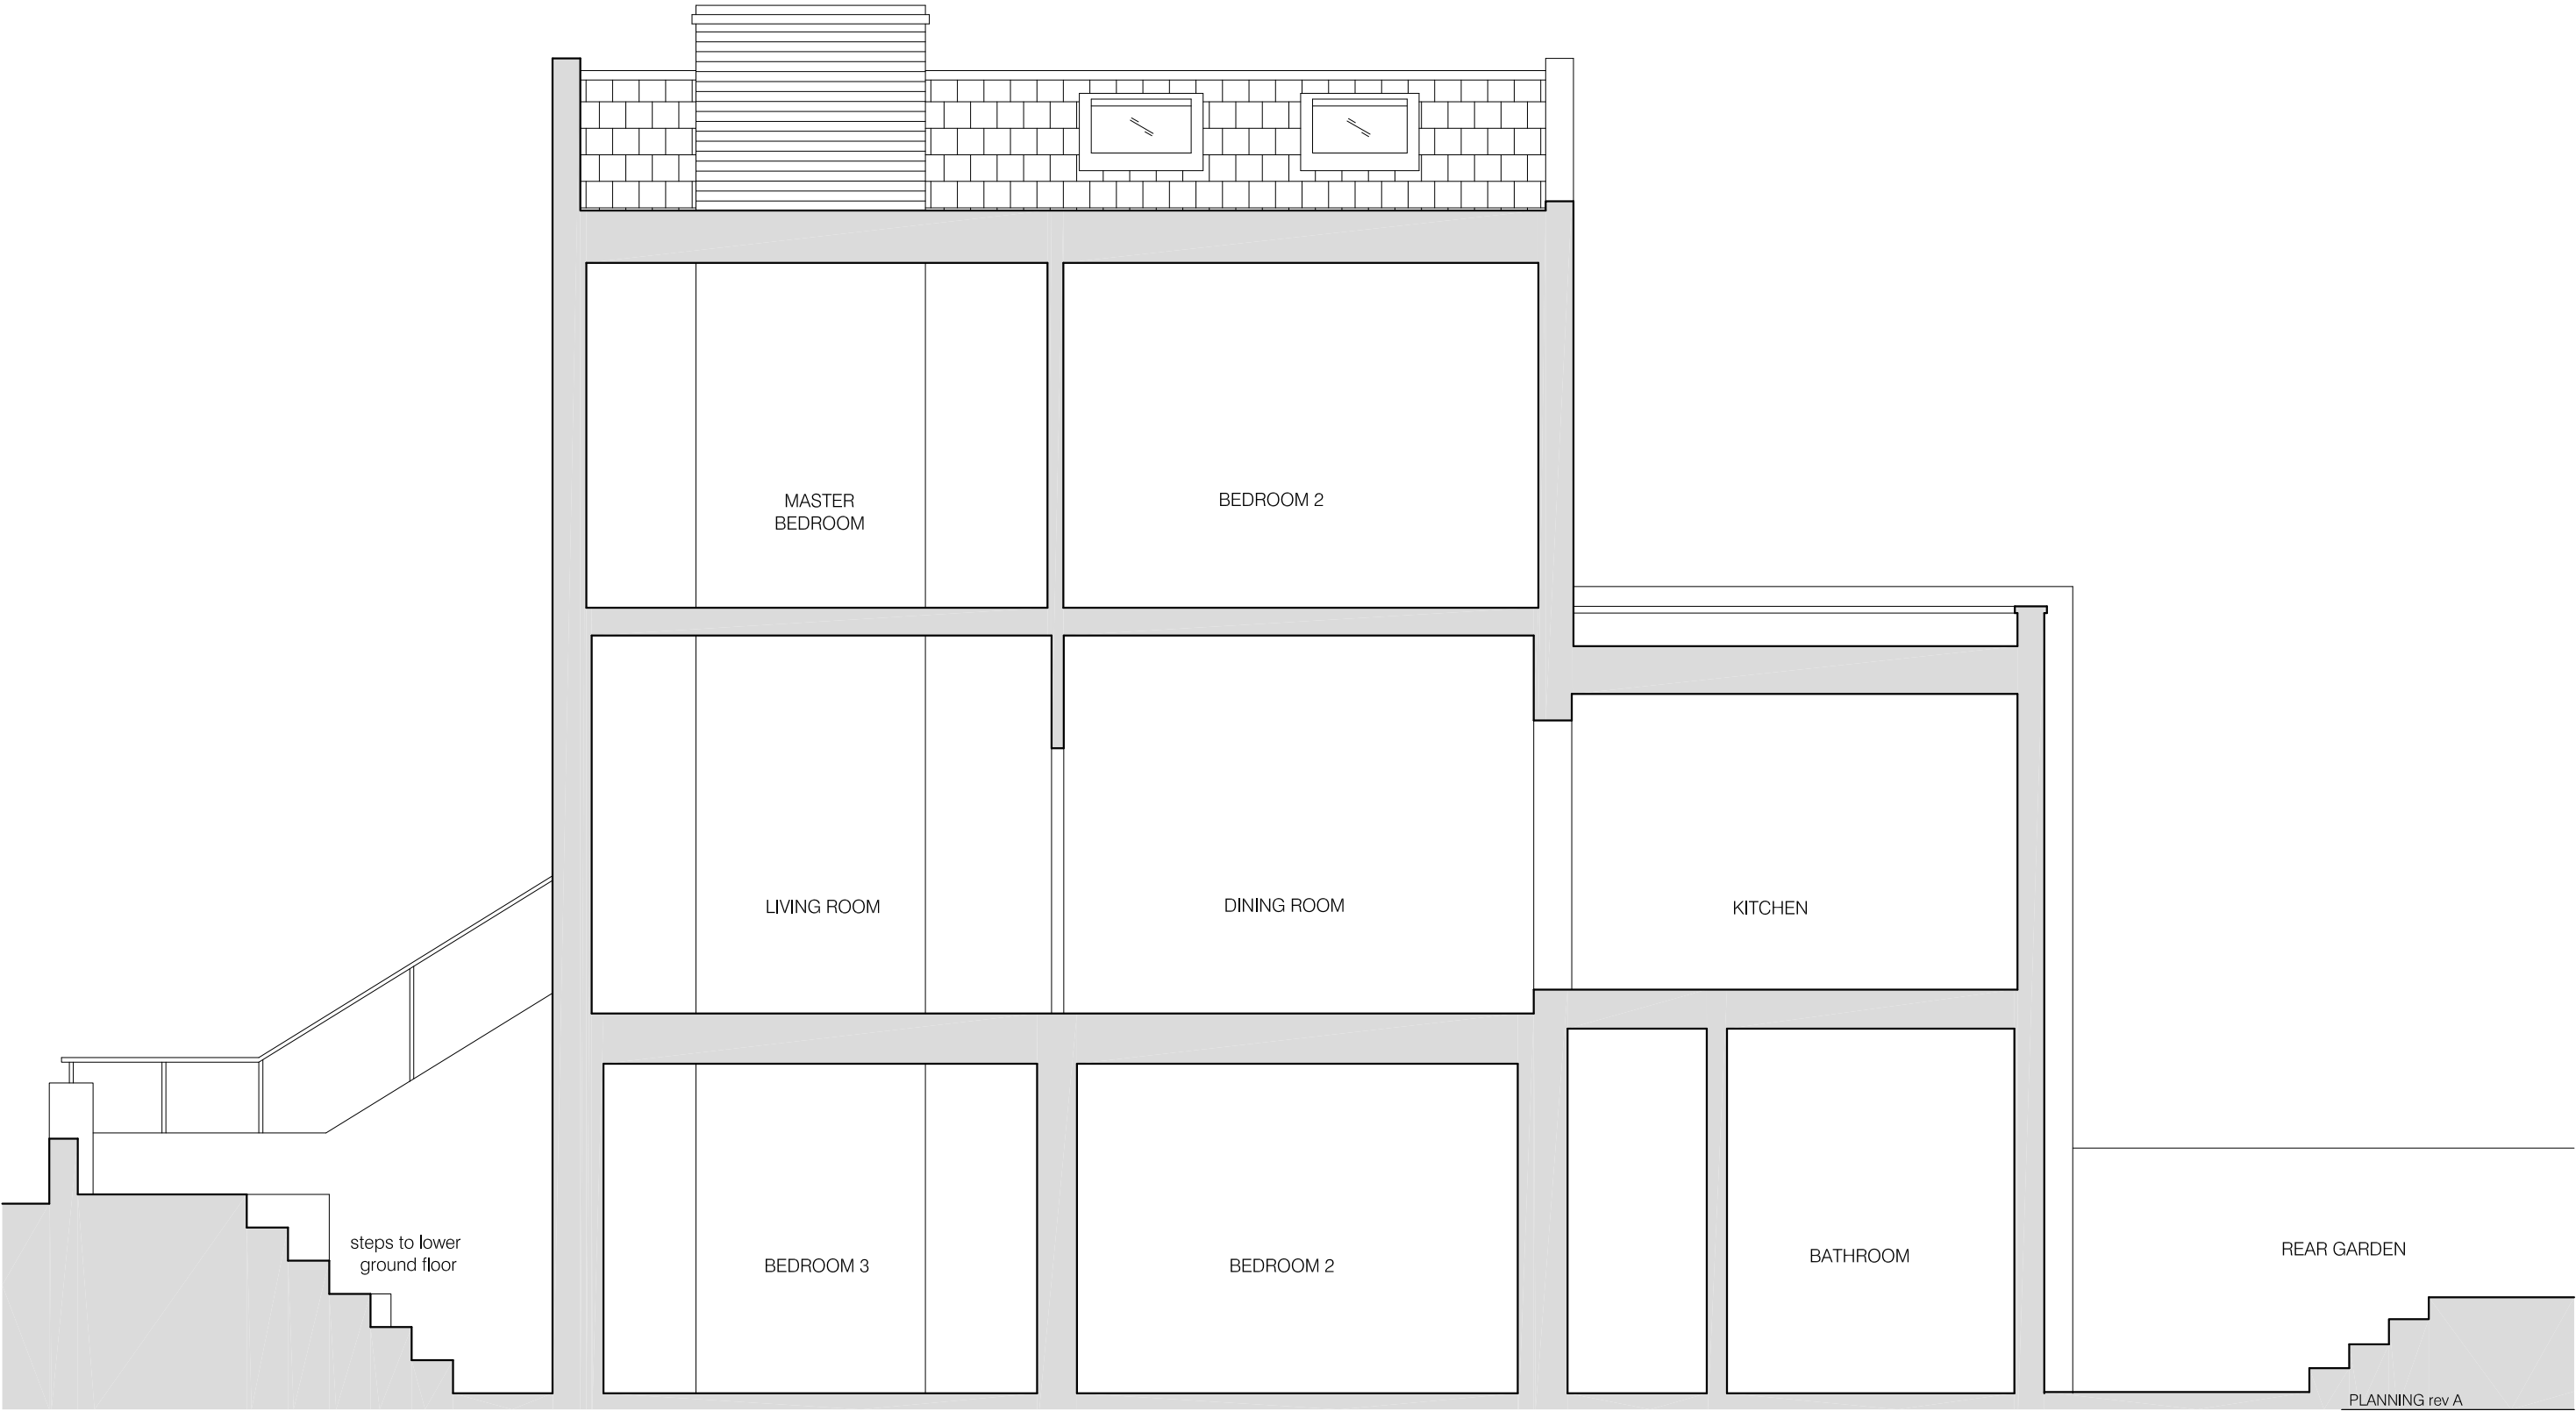 MASTER
BEDROOM
BEDROOM 2
LIVING ROOM
DINING ROOM
KITCHEN
steps to lower
ground floor
BEDROOM 3
BEDROOM 2
BATHROOM
REAR GARDEN
PLANNING rev A